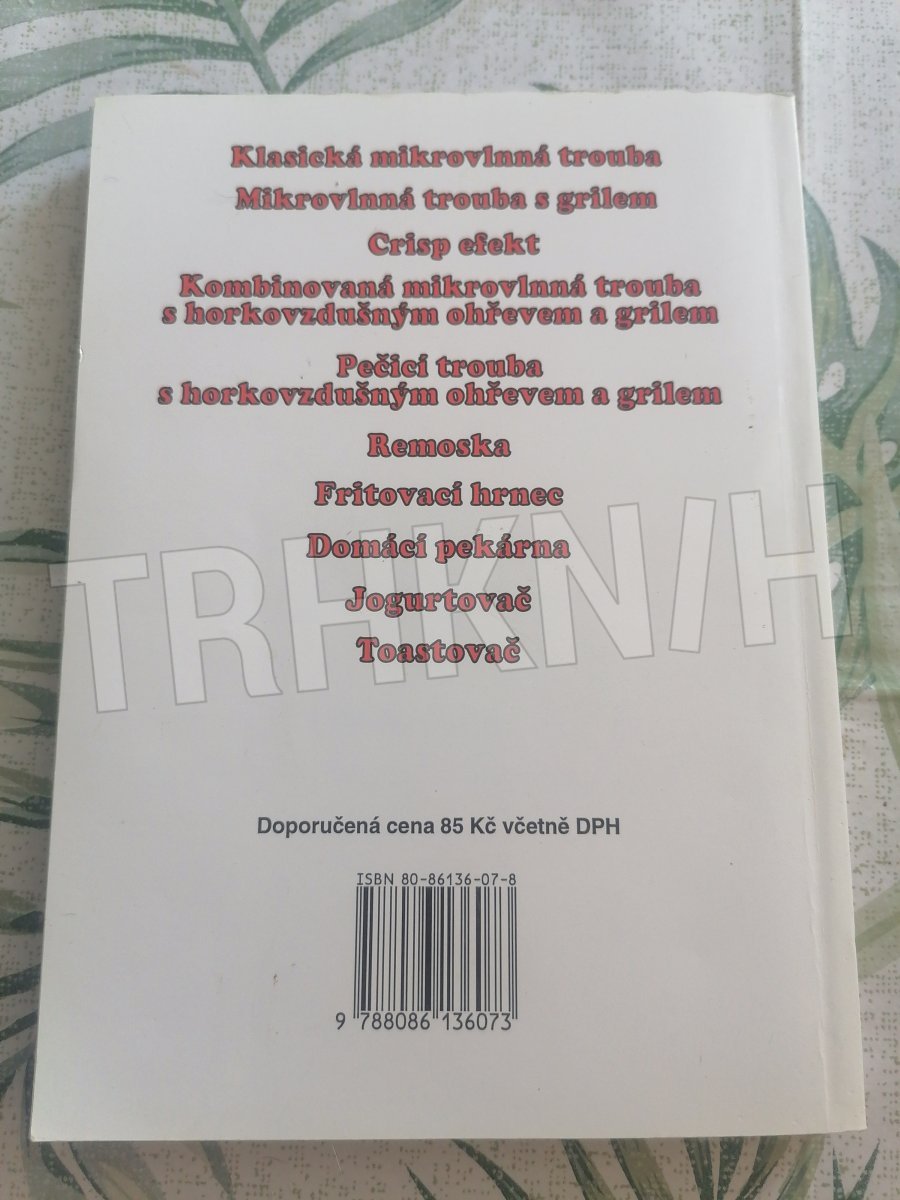 Klasická mikrovlnná trouba
Mikrovlnná trouba s grilem
Crisp efekt
Kombinovaná mikrovlnná trouba
s horkovzdušným ohřevem a grilem
Pečicí trouba
s horkovzdušným ohřevem a grilem
Remoska
Fritovací hrnec
Domácí pekárna
Jogurtovač
Toastovač
TRHKNIH
Doporučená cena 85 Kč včetně DPH
ISBN 80-86136-07-8
9 788086 136073